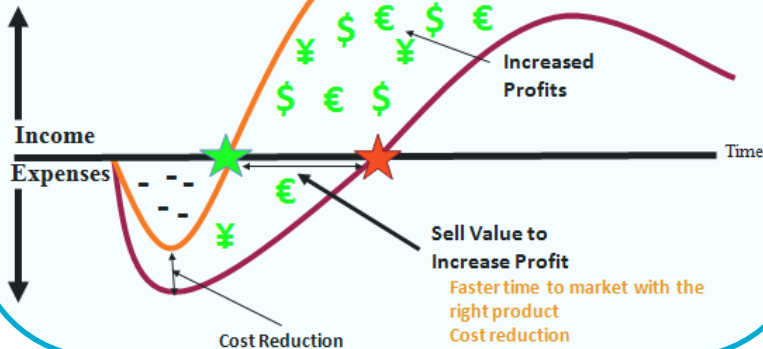 $ € $ €
¥ ¥
Increased
Profits
$ € $
Income
Time
Expenses
- - -
- -
€
¥
Sell Value to
Increase Profit
Faster time to market with the
right product
Cost reduction
Cost Reduction